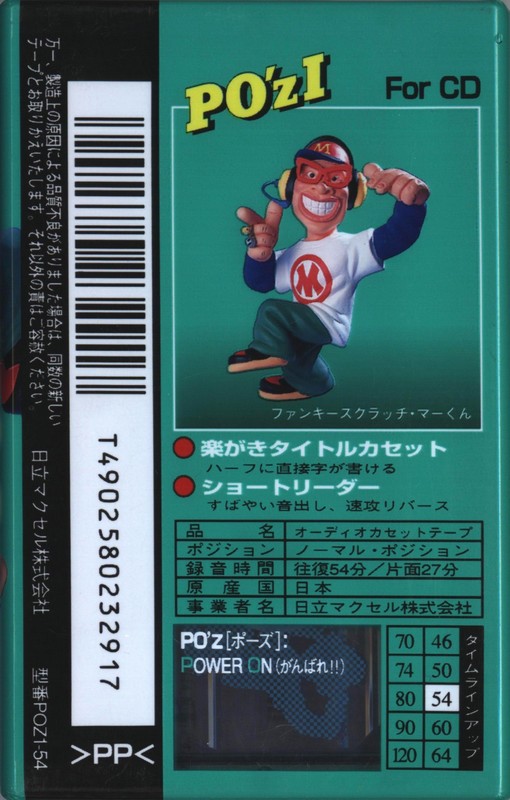 万一、製造上の原因による品質不良がありました場合は、同数の新しい
テープとお取りかえいたします。それ以外の責はご容赦ください。
日立マクセル株式会社
型番POZ1-54
T4902580232917
>PP<
PO'zI
For CD
M
M
ファンキースクラッチ・マーくん
● 楽がきタイトルカセット
ハーフに直接字が書ける
● ショートリーダー
すばやい音出し、速攻リバース
品名 オーディオカセットテープ
ポジション ノーマル・ポジション
録音時間 往復54分/片面27分
原産国 日本
事業者名 日立マクセル株式会社
PO'z[ポーズ]:
POWER ON(がんばれ!!)
70 46
74 50
80 54
90 60
120 64
タイムラインアップ